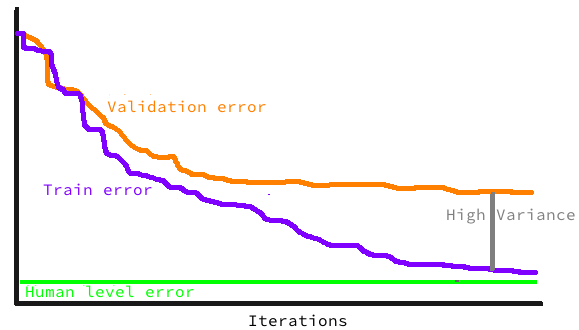 Validation error
Train error
High Variance
Human level error
Iterations